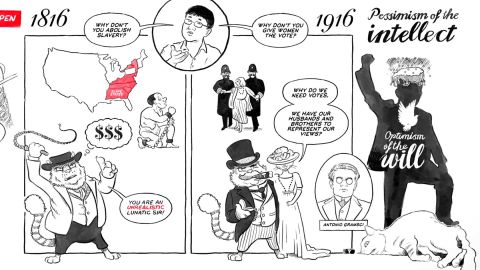 PEN
1816
WHY DON'T
YOU ABOLISH
SLAVERY?
$$$
YOU ARE AN
UNREALISTIC
LUNATIC SIR!
WHY DON'T YOU
GIVE WOMEN
THE VOTE?
1916
WHY DO WE
NEED VOTES.
WE HAVE OUR
HUSBANDS AND
BROTHERS TO
REPRESENT OUR
VIEWS?
ANTONIO GRAMSCI
Pessimism of the
intellect
Optimism
of the
will